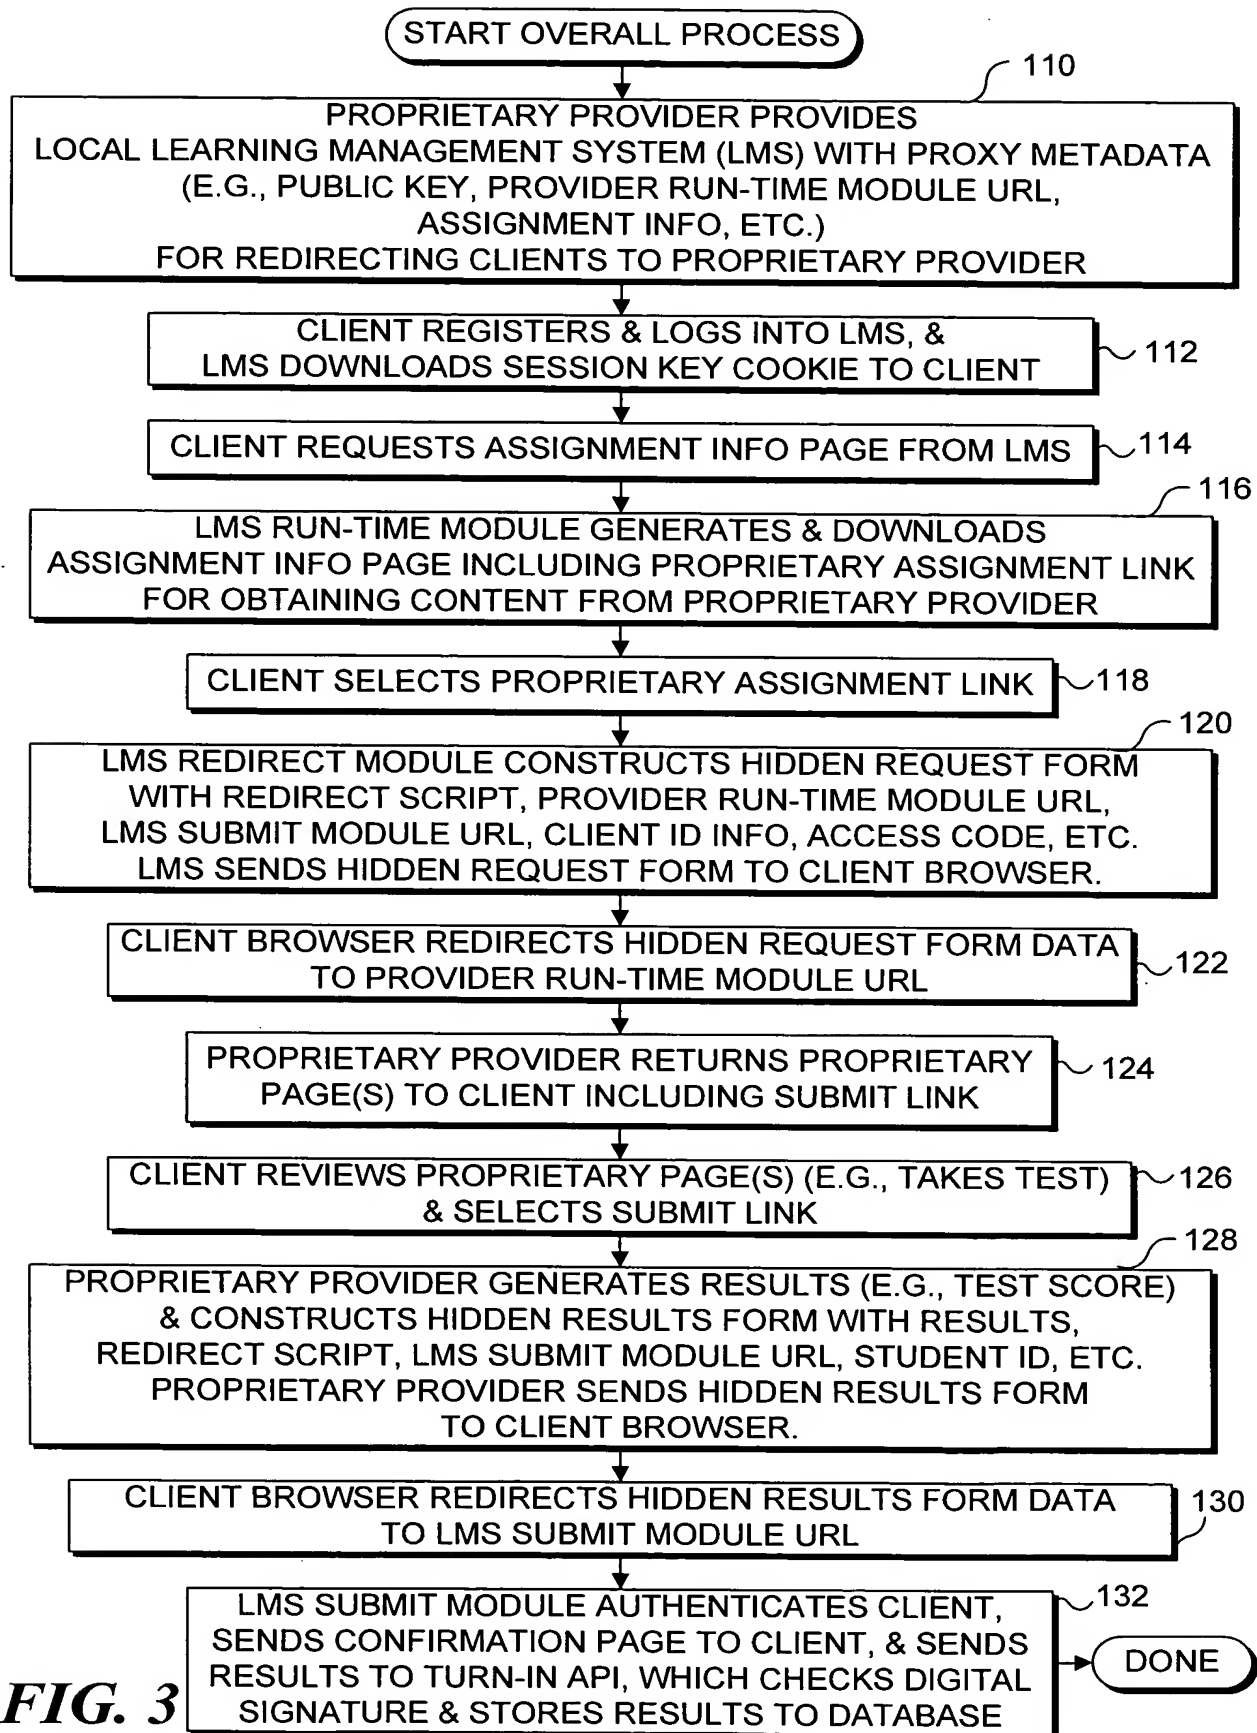 START OVERALL PROCESS
110
PROPRIETARY PROVIDER PROVIDES
LOCAL LEARNING MANAGEMENT SYSTEM (LMS) WITH PROXY METADATA
(E.G., PUBLIC KEY, PROVIDER RUN-TIME MODULE URL,
ASSIGNMENT INFO, ETC.)
FOR REDIRECTING CLIENTS TO PROPRIETARY PROVIDER
CLIENT REGISTERS & LOGS INTO LMS, &
LMS DOWNLOADS SESSION KEY COOKIE TO CLIENT
112
CLIENT REQUESTS ASSIGNMENT INFO PAGE FROM LMS
114
116
LMS RUN-TIME MODULE GENERATES & DOWNLOADS
ASSIGNMENT INFO PAGE INCLUDING PROPRIETARY ASSIGNMENT LINK
FOR OBTAINING CONTENT FROM PROPRIETARY PROVIDER
CLIENT SELECTS PROPRIETARY ASSIGNMENT LINK
118
120
LMS REDIRECT MODULE CONSTRUCTS HIDDEN REQUEST FORM
WITH REDIRECT SCRIPT, PROVIDER RUN-TIME MODULE URL,
LMS SUBMIT MODULE URL, CLIENT ID INFO, ACCESS CODE, ETC.
LMS SENDS HIDDEN REQUEST FORM TO CLIENT BROWSER.
CLIENT BROWSER REDIRECTS HIDDEN REQUEST FORM DATA
TO PROVIDER RUN-TIME MODULE URL
122
PROPRIETARY PROVIDER RETURNS PROPRIETARY
PAGE(S) TO CLIENT INCLUDING SUBMIT LINK
124
CLIENT REVIEWS PROPRIETARY PAGE(S) (E.G., TAKES TEST)
& SELECTS SUBMIT LINK
126
128
PROPRIETARY PROVIDER GENERATES RESULTS (E.G., TEST SCORE)
& CONSTRUCTS HIDDEN RESULTS FORM WITH RESULTS,
REDIRECT SCRIPT, LMS SUBMIT MODULE URL, STUDENT ID, ETC.
PROPRIETARY PROVIDER SENDS HIDDEN RESULTS FORM
TO CLIENT BROWSER.
CLIENT BROWSER REDIRECTS HIDDEN RESULTS FORM DATA
TO LMS SUBMIT MODULE URL
130
132
LMS SUBMIT MODULE AUTHENTICATES CLIENT,
SENDS CONFIRMATION PAGE TO CLIENT, & SENDS
RESULTS TO TURN-IN API, WHICH CHECKS DIGITAL
SIGNATURE & STORES RESULTS TO DATABASE
DONE
FIG. 3